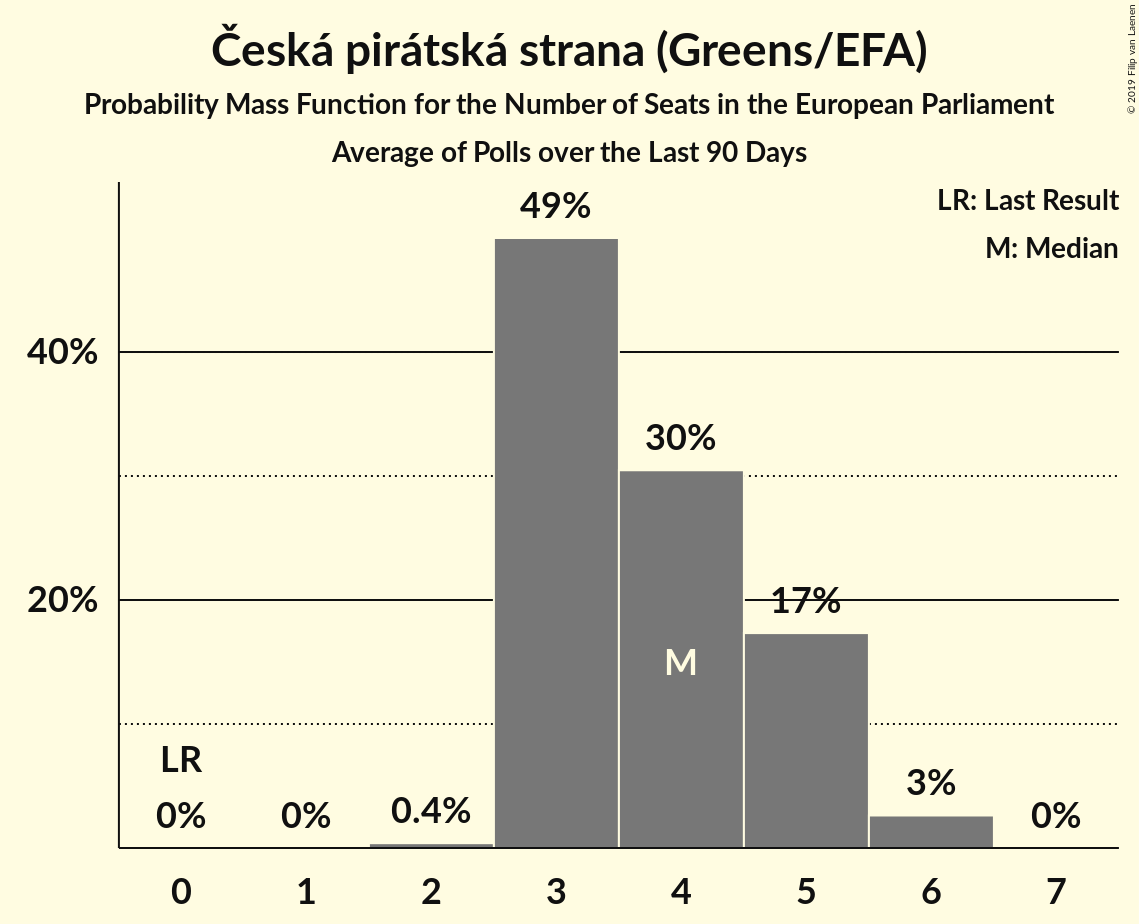 Česká pirátská strana (Greens/EFA)
Probability Mass Function for the Number of Seats in the European Parliament
Average of Polls over the Last 90 Days
© 2019 Filip van Laenen
LR: Last Result
M: Median
49%
40%
30%
20%
17%
M
LR
0%
0%
0.4%
3%
0%
0 1 2 3 4 5 6 7